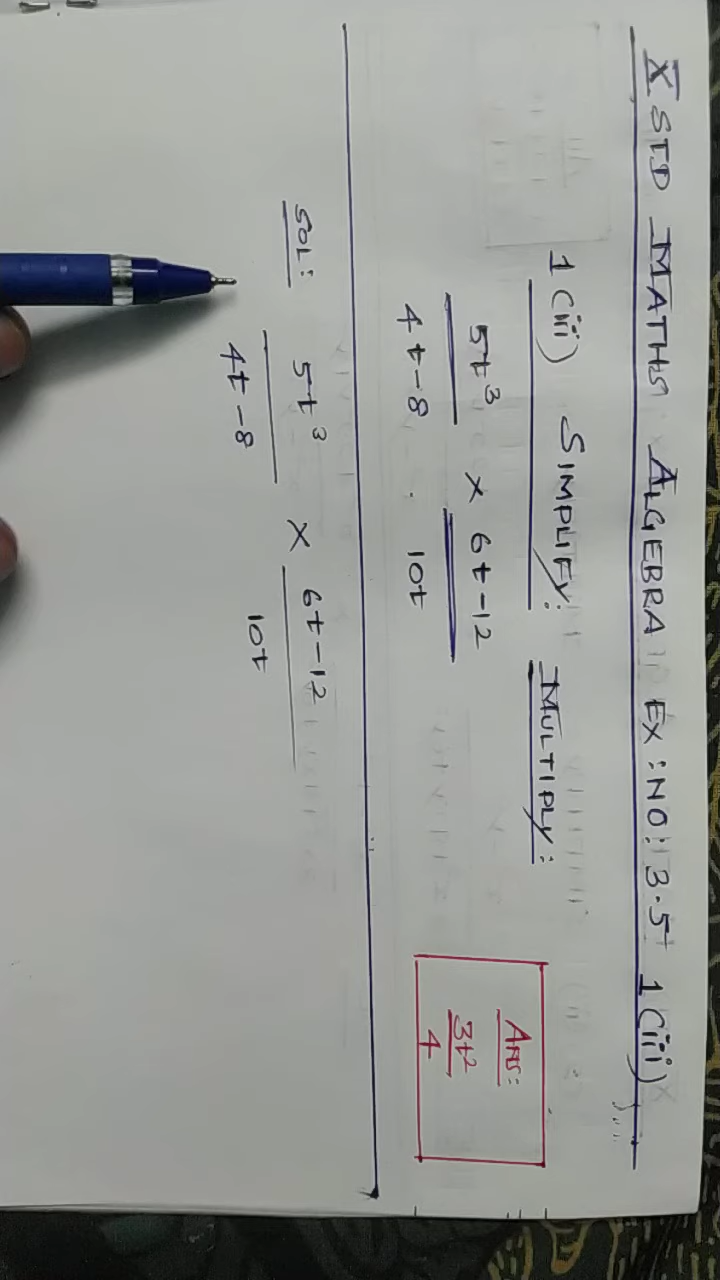 X STD MATHS ALGEBRA EX:NO: 3.5 1(iii)
1(iii) SIMPLIFY: MULTIPLY:
5t³ × 6t-12
4t-8 10t
Ans:
3t²
4
SOL: 5t³ × 6t-12
4t-8 10t